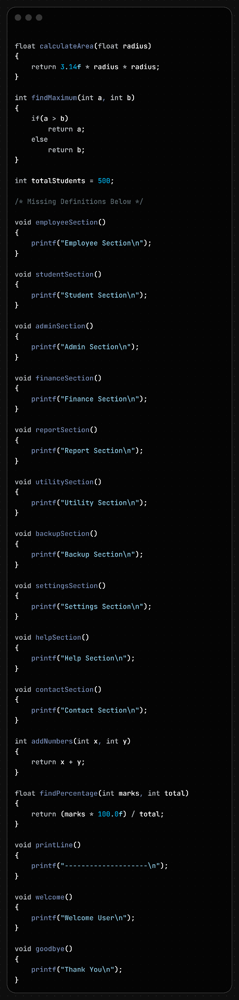 float calculateArea(float radius)
{
    return 3.14f * radius * radius;
}

int findMaximum(int a, int b)
{
    if(a > b)
        return a;
    else
        return b;
}

int totalStudents = 500;

/* Missing Definitions Below */

void employeeSection()
{
    printf("Employee Section\n");
}

void studentSection()
{
    printf("Student Section\n");
}

void adminSection()
{
    printf("Admin Section\n");
}

void financeSection()
{
    printf("Finance Section\n");
}

void reportSection()
{
    printf("Report Section\n");
}

void utilitySection()
{
    printf("Utility Section\n");
}

void backupSection()
{
    printf("Backup Section\n");
}

void settingsSection()
{
    printf("Settings Section\n");
}

void helpSection()
{
    printf("Help Section\n");
}

void contactSection()
{
    printf("Contact Section\n");
}

int addNumbers(int x, int y)
{
    return x + y;
}

float findPercentage(int marks, int total)
{
    return (marks * 100.0f) / total;
}

void printLine()
{
    printf("--------------------\n");
}

void welcome()
{
    printf("Welcome User\n");
}

void goodbye()
{
    printf("Thank You\n");
}